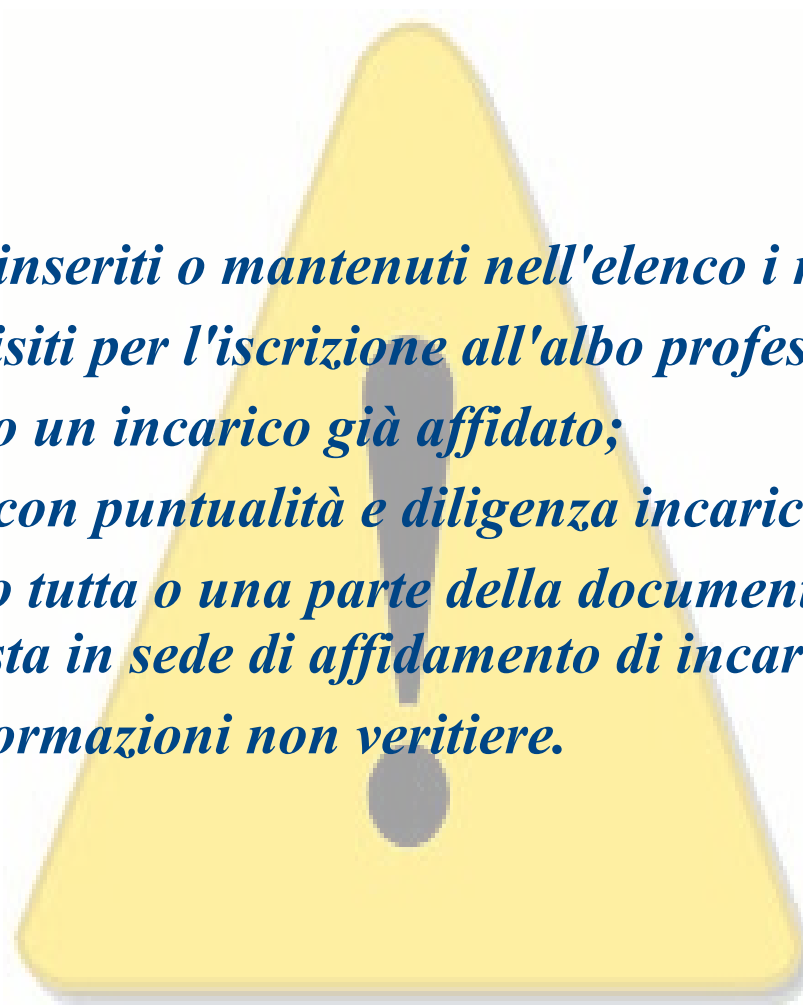 inseriti o mantenuti nell'elenco i
siti per l'iscrizione all'albo profes
o un incarico già affidato;
con puntualità e diligenza incaric
o tutta o una parte della document
sta in sede di affidamento di incar
ormazioni non veritiere.